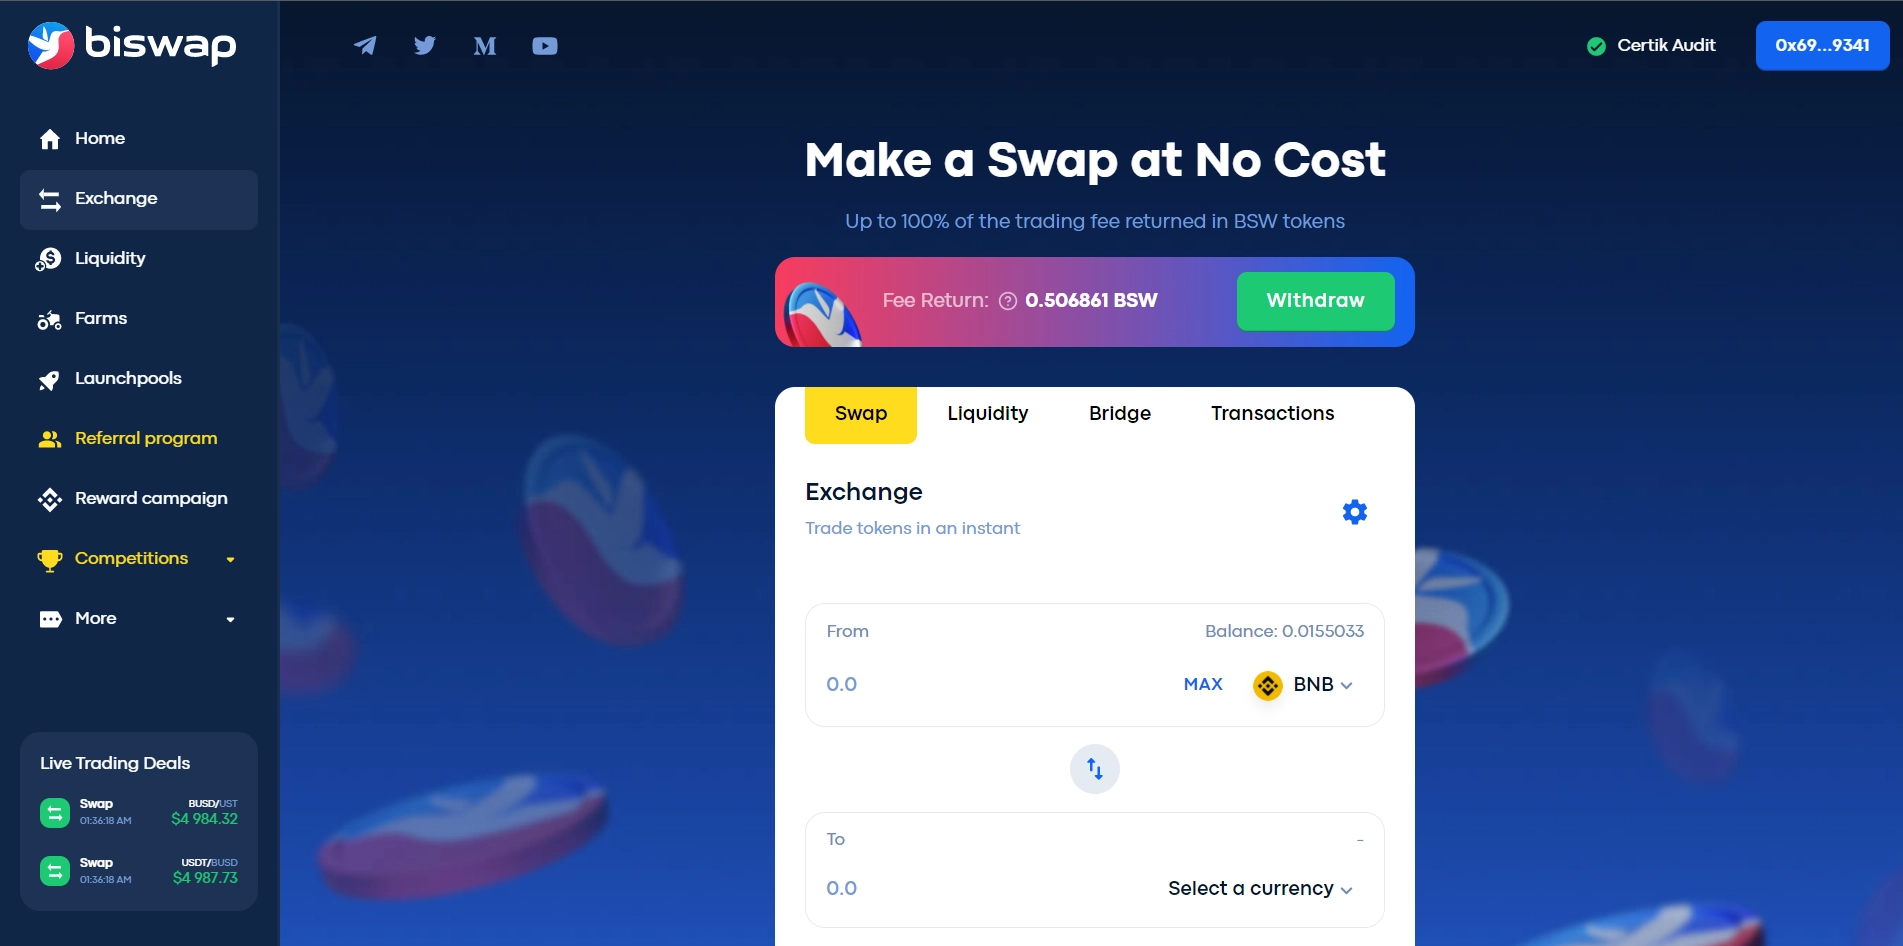 biswap
Home
Exchange
Liquidity
Farms
Launchpools
Referral program
Reward campaign
Competitions
More
Live Trading Deals
Swap BUSD/UST
01:36:18 AM $4 984.32
Swap USDT/BUSD
01:36:18 AM $4 987.73
Certik Audit 0x69...9341
Make a Swap at No Cost
Up to 100% of the trading fee returned in BSW tokens
Fee Return: ? 0.506861 BSW Withdraw
Swap Liquidity Bridge Transactions
Exchange
Trade tokens in an instant
From Balance: 0.0155033
0.0 MAX BNB
To -
0.0 Select a currency